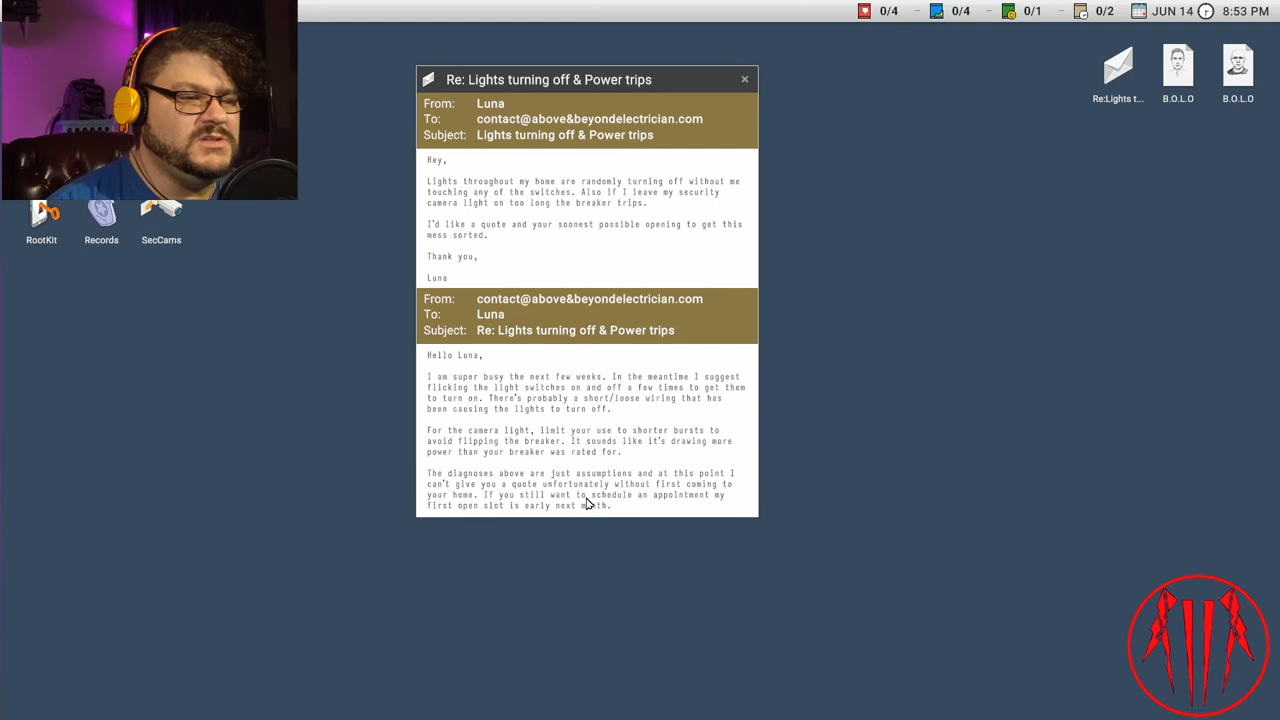 0/4
0/4
0/1
0/2
JUN 14
8:53 PM
Re:Lights t...
B.O.L.O
B.O.L.O
RootKit
Records
SecCams
Re: Lights turning off & Power trips
From: Luna
To: contact@above&beyondelectrician.com
Subject: Lights turning off & Power trips
Hey,
Lights throughout my home are randomly turning off without me
touching any of the switches. Also If I leave my security
camera light on too long the breaker trips.
I'd like a quote and your soonest possible opening to get this
mess sorted.
Thank you,
Luna
From: contact@above&beyondelectrician.com
To: Luna
Subject: Re: Lights turning off & Power trips
Hello Luna,
I am super busy the next few weeks. In the meantime I suggest
flicking the light switches on and off a few times to get them
to turn on. There's probably a short/loose wiring that has
been causing the lights to turn off.
For the camera light, limit your use to shorter bursts to
avoid flipping the breaker. It sounds like it's drawing more
power than your breaker was rated for.
The diagnoses above are just assumptions and at this point I
can't give you a quote unfortunately without first coming to
your home. If you still want to schedule an appointment my
first open slot is early next month.